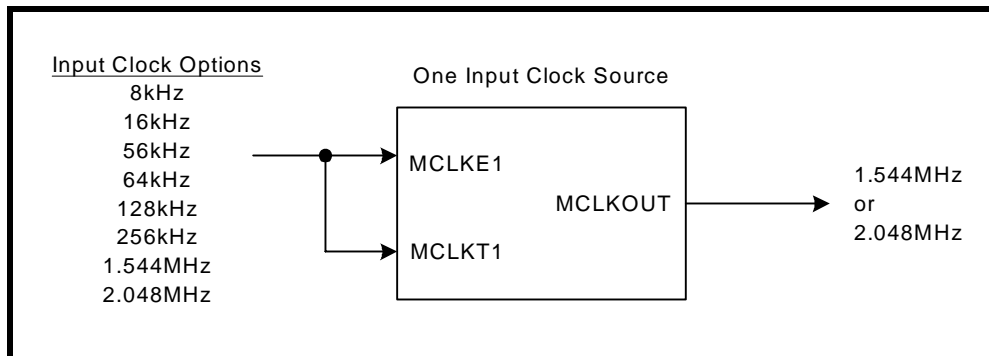 Input Clock Options
8kHz
16kHz
56kHz
64kHz
128kHz
256kHz
1.544MHz
2.048MHz
One Input Clock Source
MCLKE1
MCLKT1
MCLKOUT
1.544MHz
or
2.048MHz